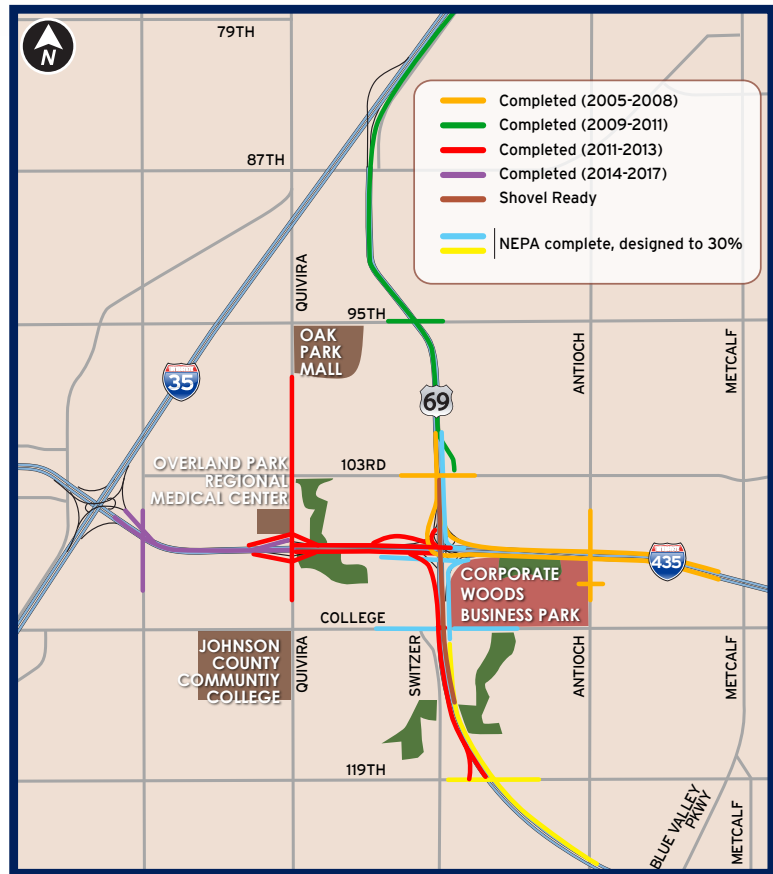 N
79TH
Completed (2005-2008)
Completed (2009-2011)
Completed (2011-2013)
Completed (2014-2017)
Shovel Ready
NEPA complete, designed to 30%
87TH
QUIVIRA
95TH
OAK
PARK
MALL
ANTIOCH
METCALF
35
69
OVERLAND PARK
REGIONAL
MEDICAL CENTER
103RD
435
CORPORATE
WOODS
BUSINESS PARK
COLLEGE
JOHNSON
COUNTY
COMMUNTIY
COLLEGE
QUIVIRA
SWITZER
ANTIOCH
METCALF
119TH
BLUE VALLEY
PKWY
METCALF